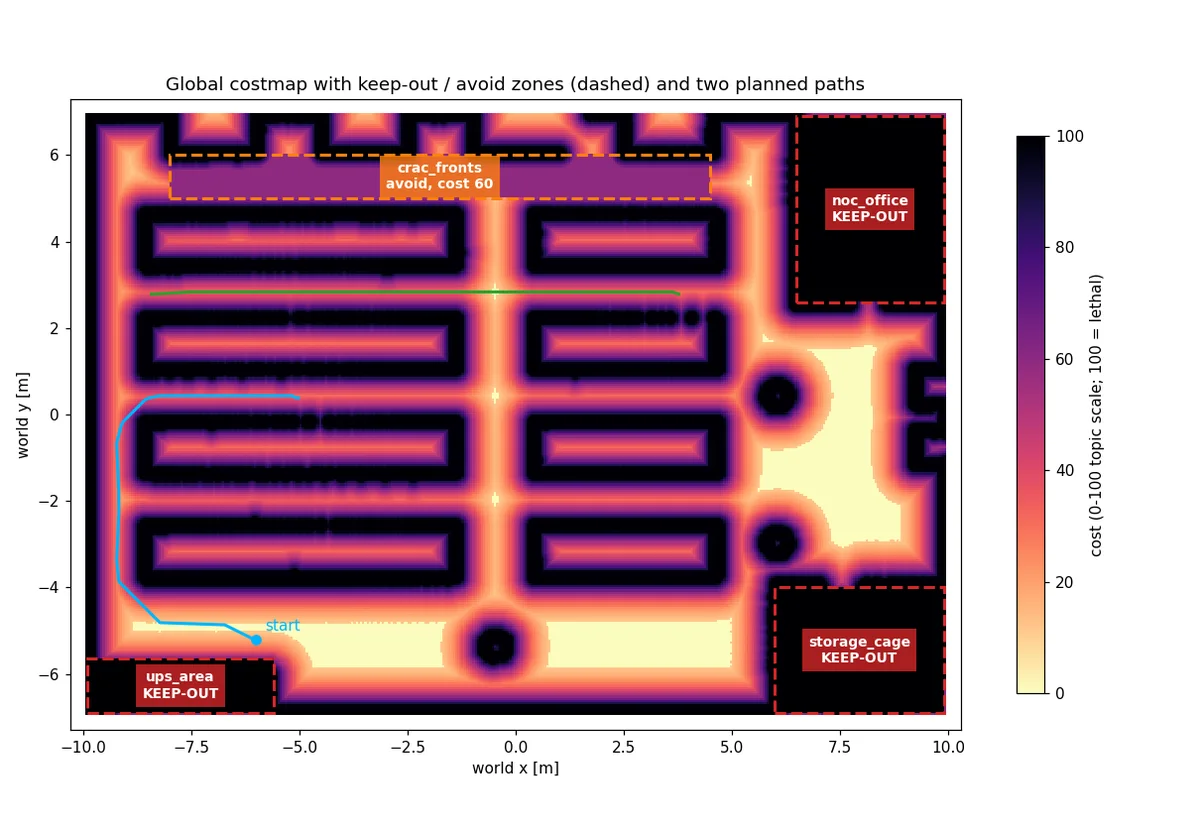 Global costmap with keep-out / avoid zones (dashed) and two planned paths
crac_fronts
avoid, cost 60
noc_office
KEEP-OUT
start
storage_cage
KEEP-OUT
ups_area
KEEP-OUT
6
4
2
0
−2
−4
−6
world y [m]
−10.0
−7.5
−5.0
−2.5
0.0
2.5
5.0
7.5
10.0
world x [m]
100
80
60
40
20
0
cost (0-100 topic scale; 100 = lethal)